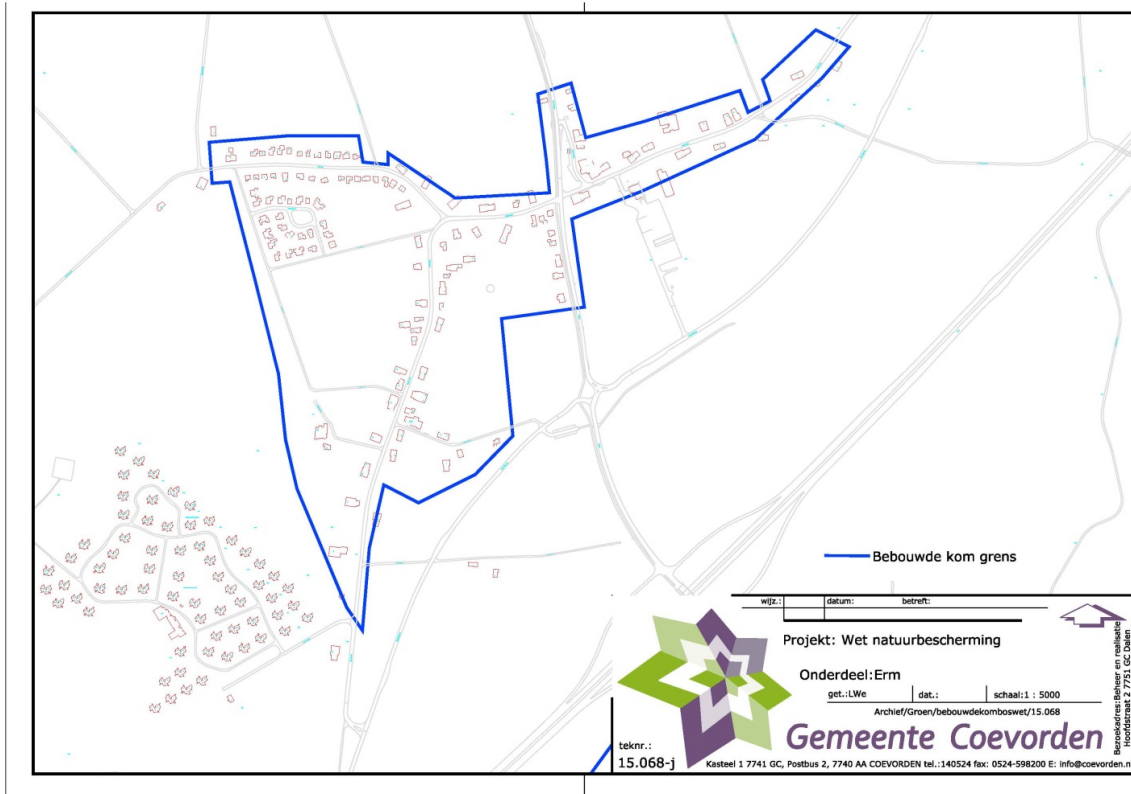 Bebouwde kom grens
wijz.: datum: betreft:
Projekt: Wet natuurbescherming
Onderdeel:Erm
get.:LWe dat.: schaal:1 : 5000
Archief/Groen/bebouwdekomboswet/15.068
Gemeente Coevorden
teknr.:
15.068-j
Kasteel 1 7741 GC, Postbus 2, 7740 AA COEVORDEN tel.:140524 fax: 0524-598200 E: info@coevorden.n
Bezoekadres:Beheer en realisatie
Hoofdstraat 2 7751 GC Dalen